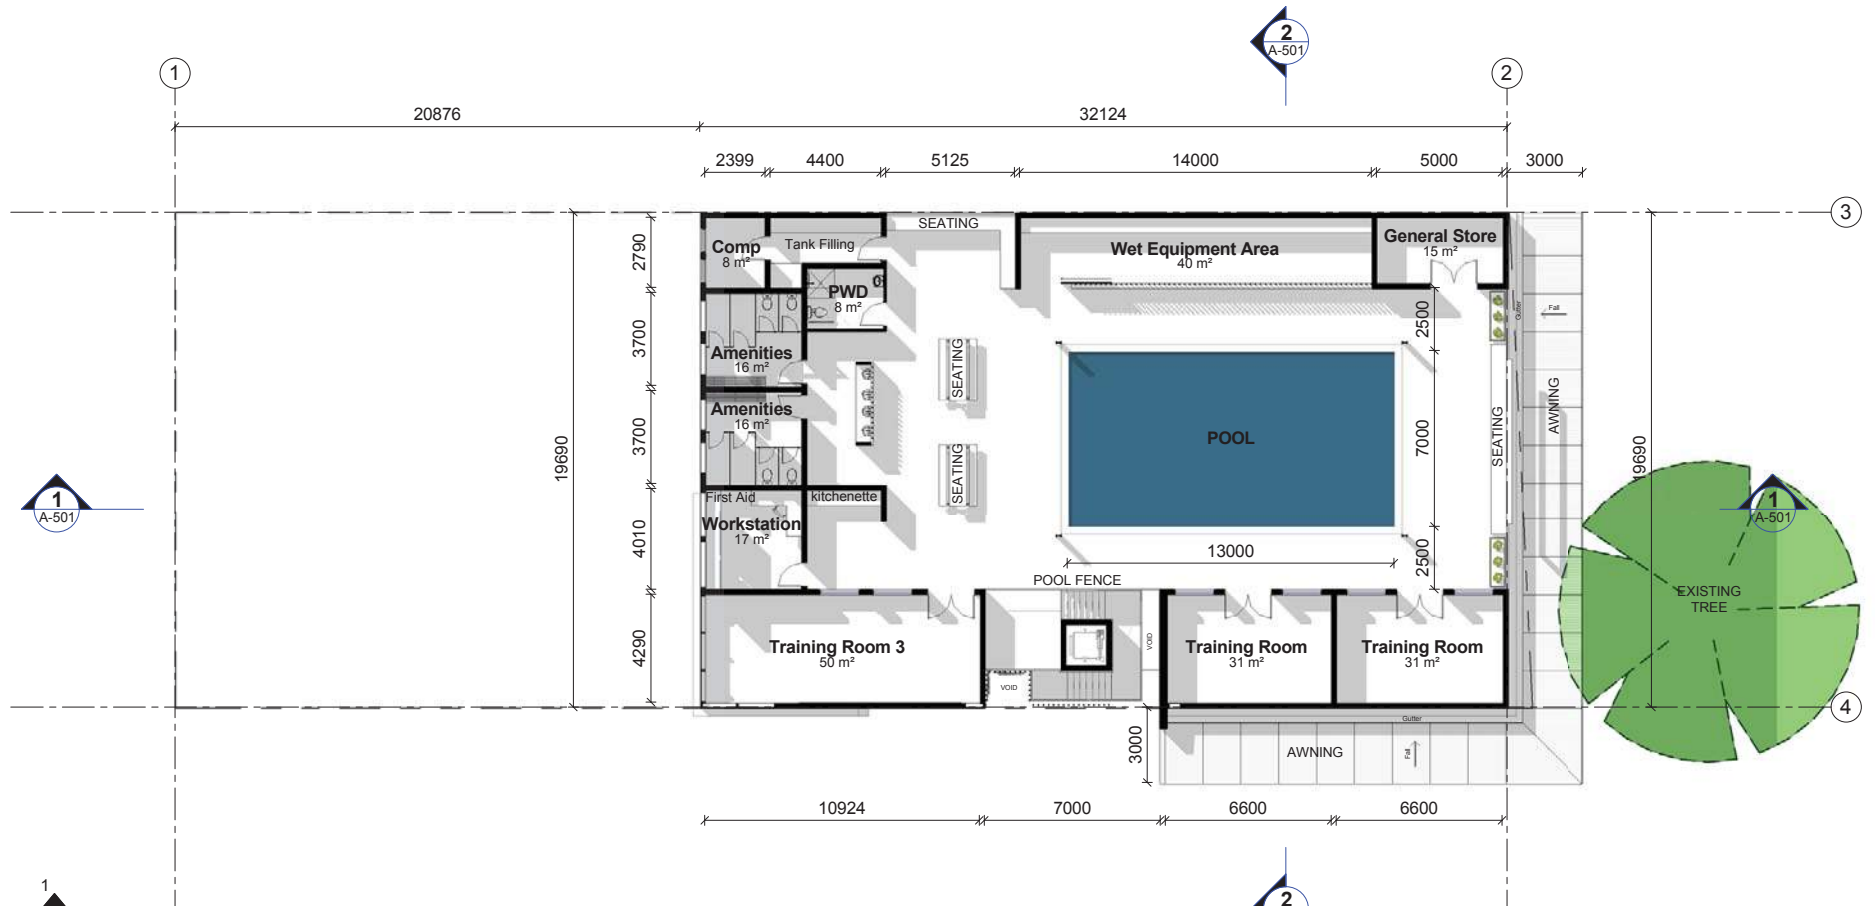 2
A-501
1
2
20876
32124
2399
4400
5125
14000
5000
3000
3
SEATING
Tank Filling
Comp
8 m²
Wet Equipment Area
40 m²
General Store
15 m²
2790
PWD
8 m²
2500
Gutter
Fall
3700
Amenities
16 m²
SEATING
AWNING
Amenities
16 m²
3700
19690
POOL
7000
SEATING
19690
SEATING
First Aid
kitchenette
1
A-501
1
A-501
Workstation
17 m²
4010
2500
13000
POOL FENCE
EXISTING
TREE
4290
Training Room 3
50 m²
VOID
VOID
Training Room
31 m²
Training Room
31 m²
4
Gutter
3000
AWNING
Fall
10924
7000
6600
6600
1
2